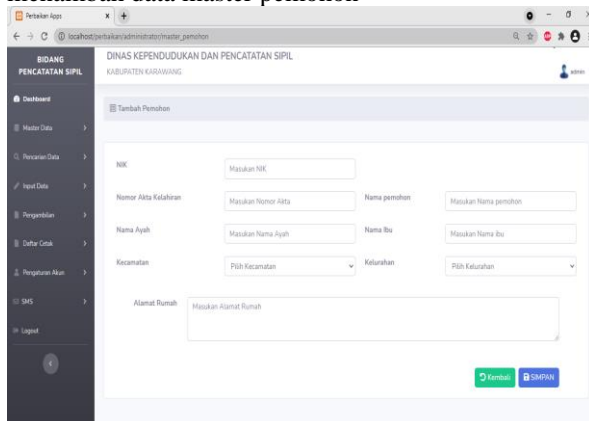 menambah data master pemohon
Perbaikan Apps
localhost/perbaikan/administrator/master_pemohon
BIDANG
PENCATATAN SIPIL
DINAS KEPENDUDUKAN DAN PENCATATAN SIPIL
KABUPATEN KARAWANG
admin
Dashboard
Tambah Pemohon
Master Data
Pencarian Data
Input Data
Pengambilan
Daftar Cetak
Pengaturan Akun
SMS
Logout
NIK
Masukan NIK
Nomor Akta Kelahiran
Masukan Nomor Akta
Nama pemohon
Masukan Nama pemohon
Nama Ayah
Masukan Nama Ayah
Nama Ibu
Masukan Nama ibu
Kecamatan
Pilih Kecamatan
Kelurahan
Pilih Kelurahan
Alamat Rumah
Masukan Alamat Rumah
Kembali
SIMPAN